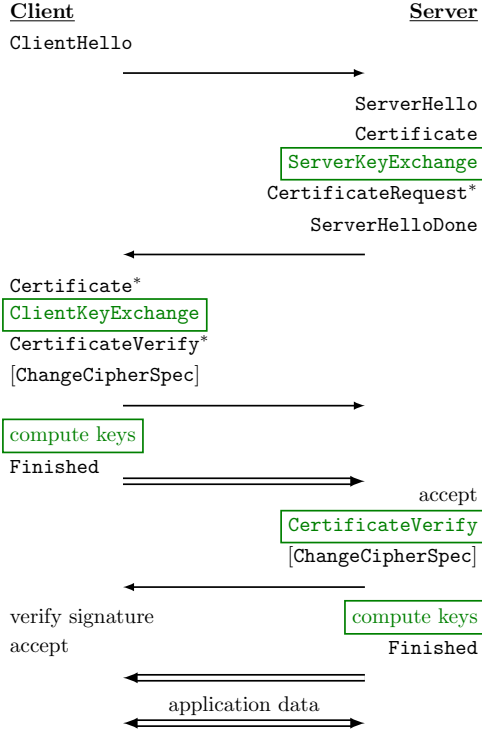 Client Server
ClientHello
ServerHello
Certificate
ServerKeyExchange
CertificateRequest*
ServerHelloDone
Certificate*
ClientKeyExchange
CertificateVerify*
[ChangeCipherSpec]
compute keys
Finished
accept
CertificateVerify
[ChangeCipherSpec]
verify signature compute keys
accept Finished
application data